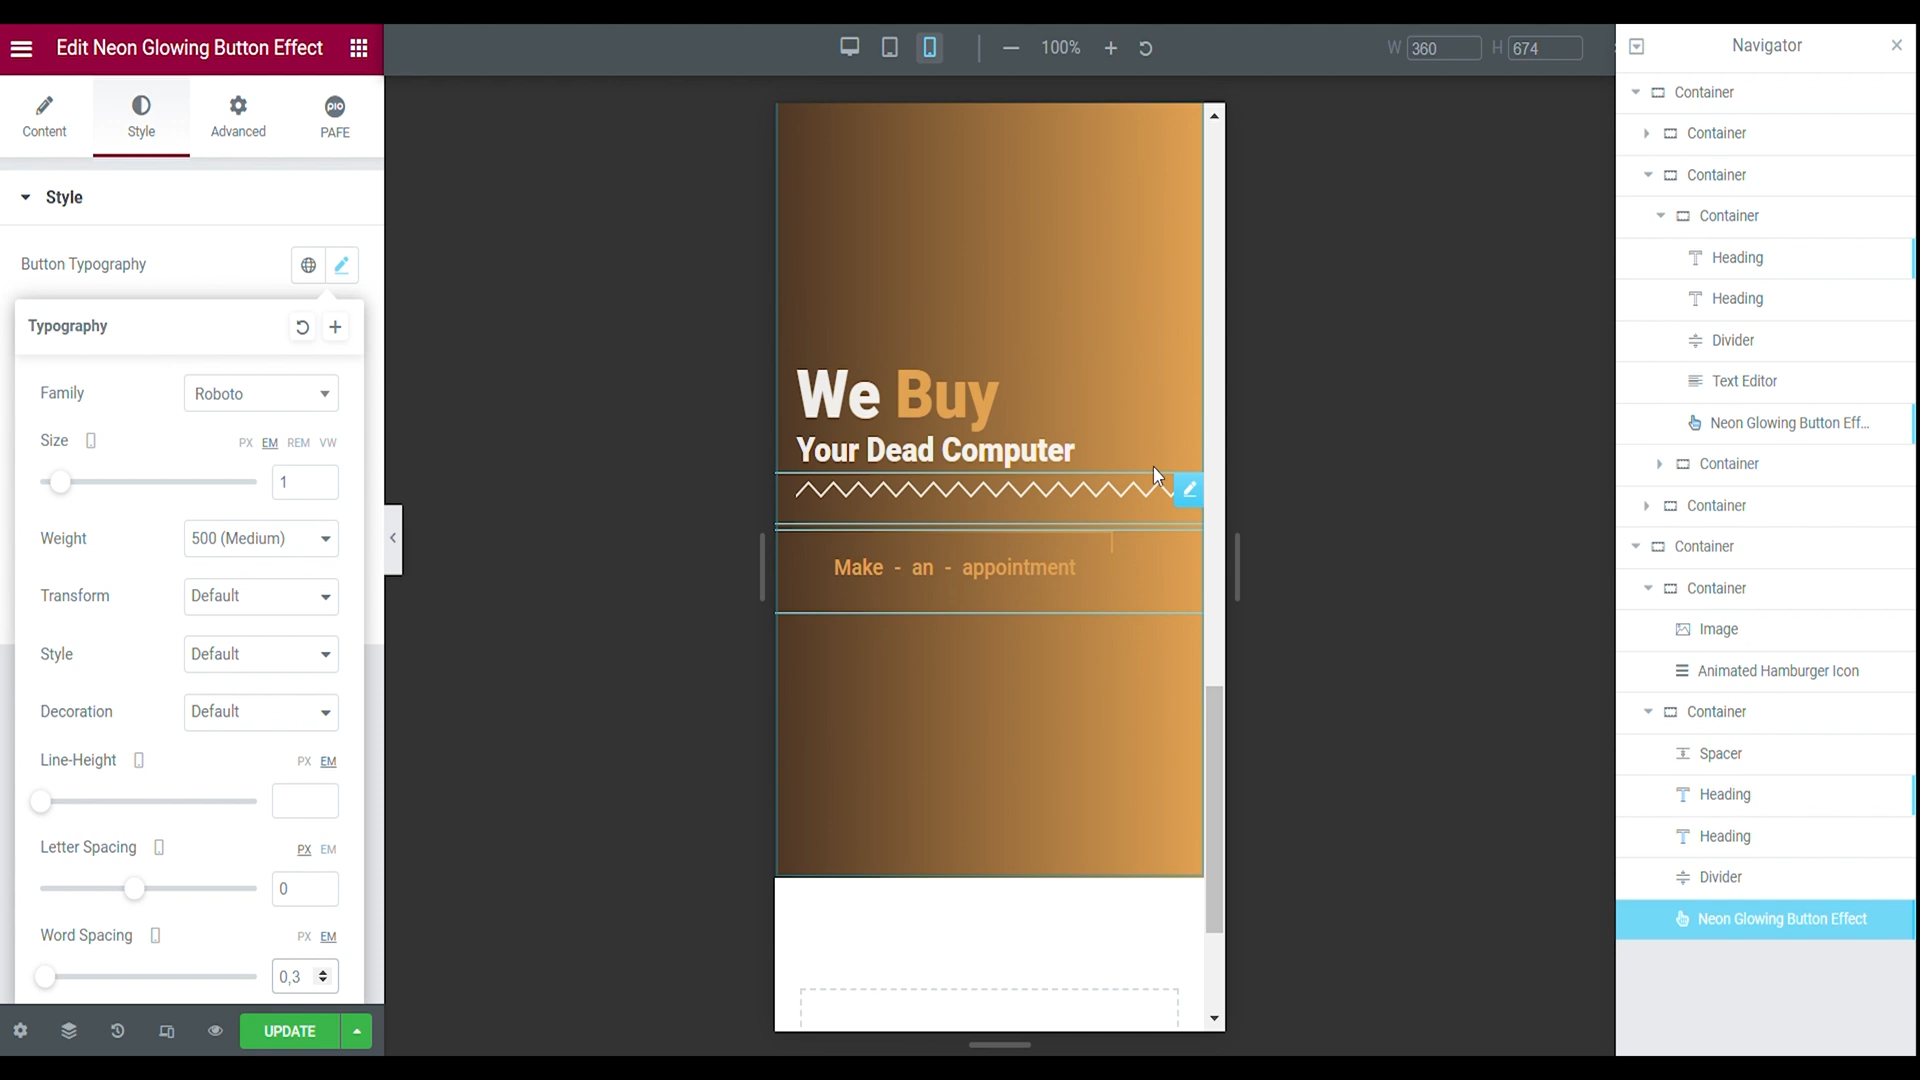 Edit Neon Glowing Button Effect
100%
W 360 H 674
Navigator
Content
Style
Advanced
pio
PAFE
Style
Button Typography
Typography
Family Roboto
Size PX EM REM VW
1
Weight 500 (Medium)
Transform Default
Style Default
Decoration Default
Line-Height PX EM
Letter Spacing PX EM
0
Word Spacing PX EM
0,3
UPDATE
We Buy
Your Dead Computer
Make - an - appointment
Container
Container
Container
Container
Heading
Heading
Divider
Text Editor
Neon Glowing Button Eff...
Container
Container
Container
Container
Image
Animated Hamburger Icon
Container
Spacer
Heading
Heading
Divider
Neon Glowing Button Effect